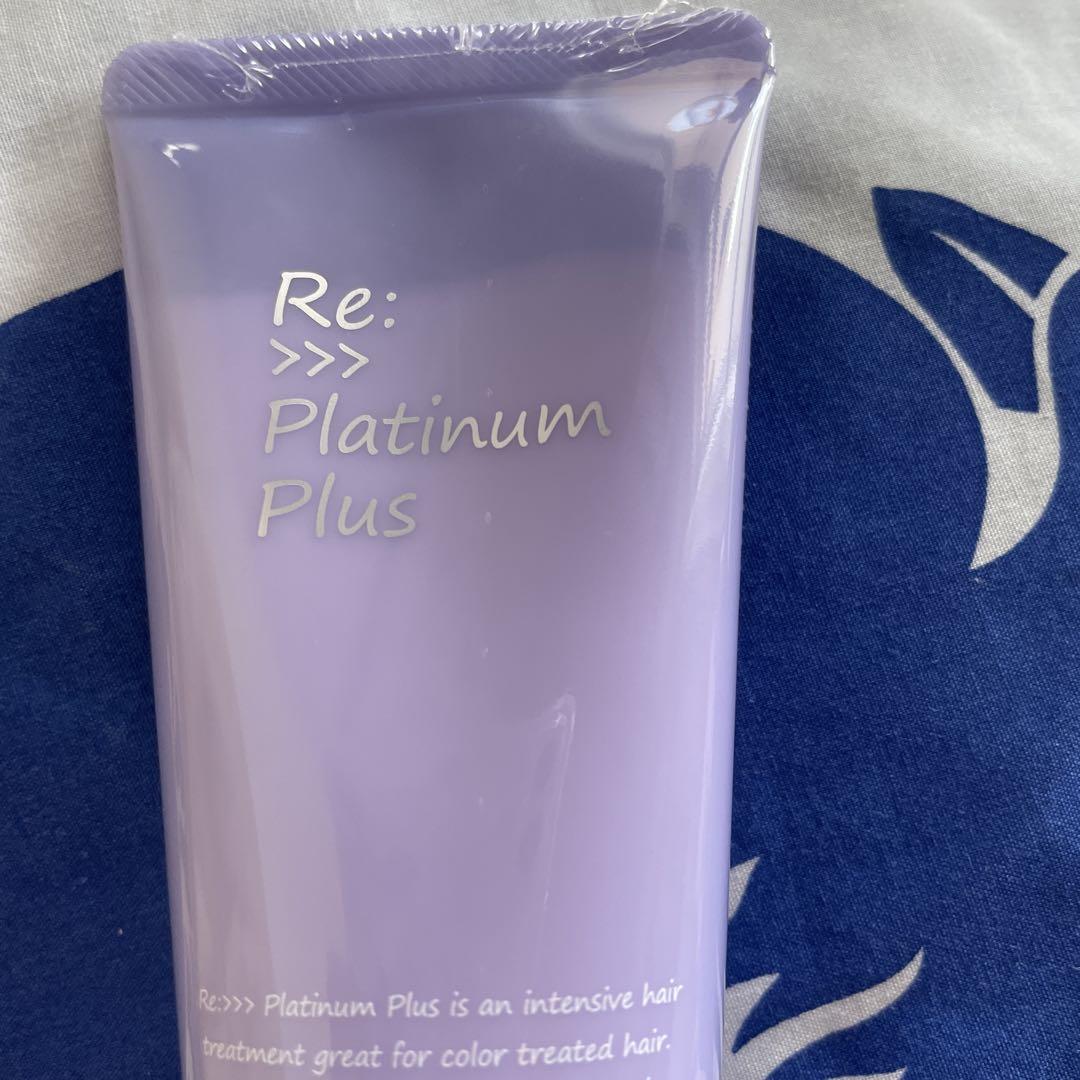 Re:
>>>
Platinum
Plus
Re:>>> Platinum Plus is an intensive hair
treatment great for color treated hair.